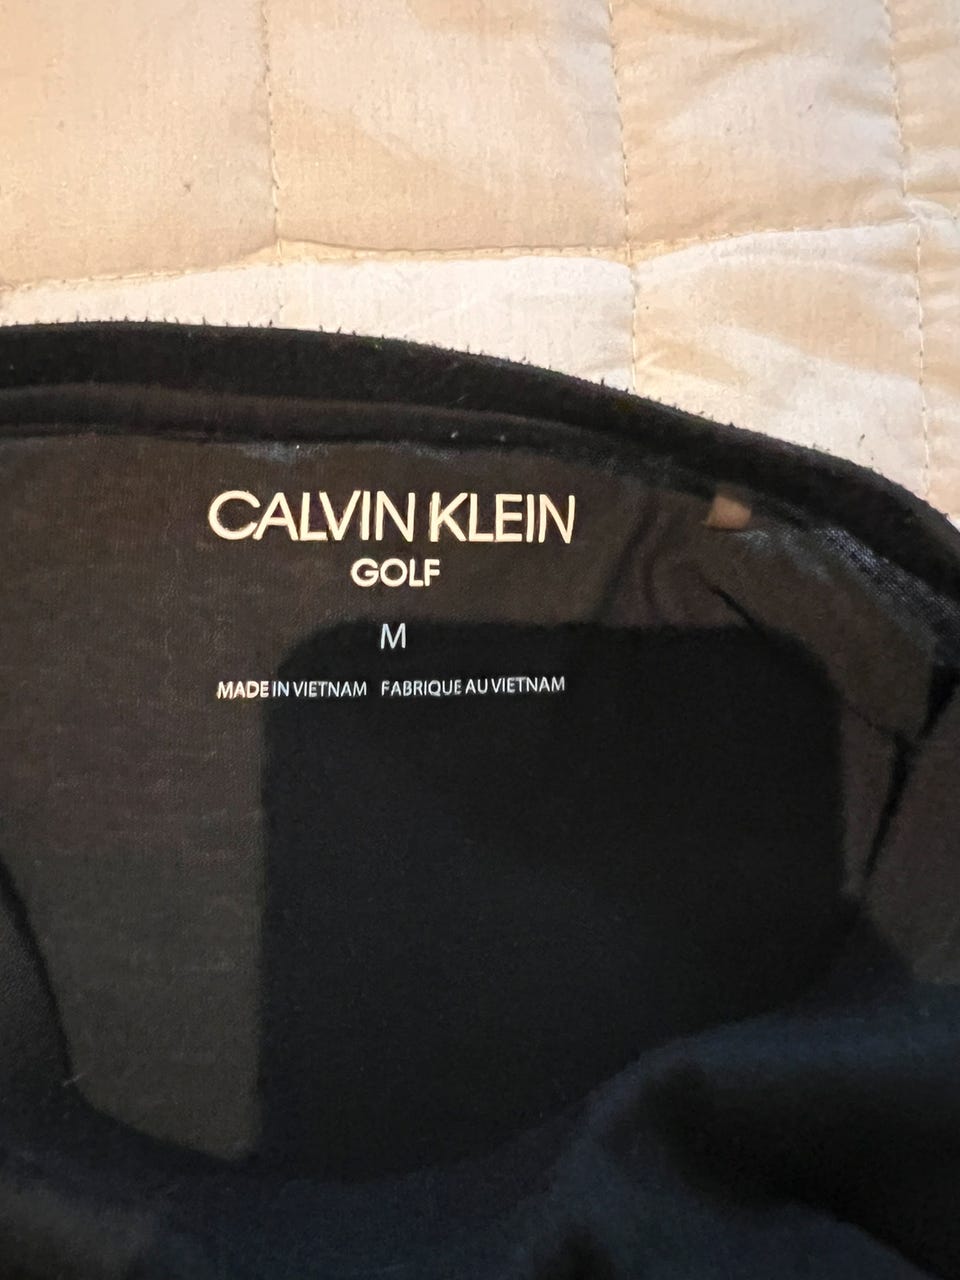 CALVIN KLEIN
GOLF
M
MADE IN VIETNAM FABRIQUE AU VIETNAM